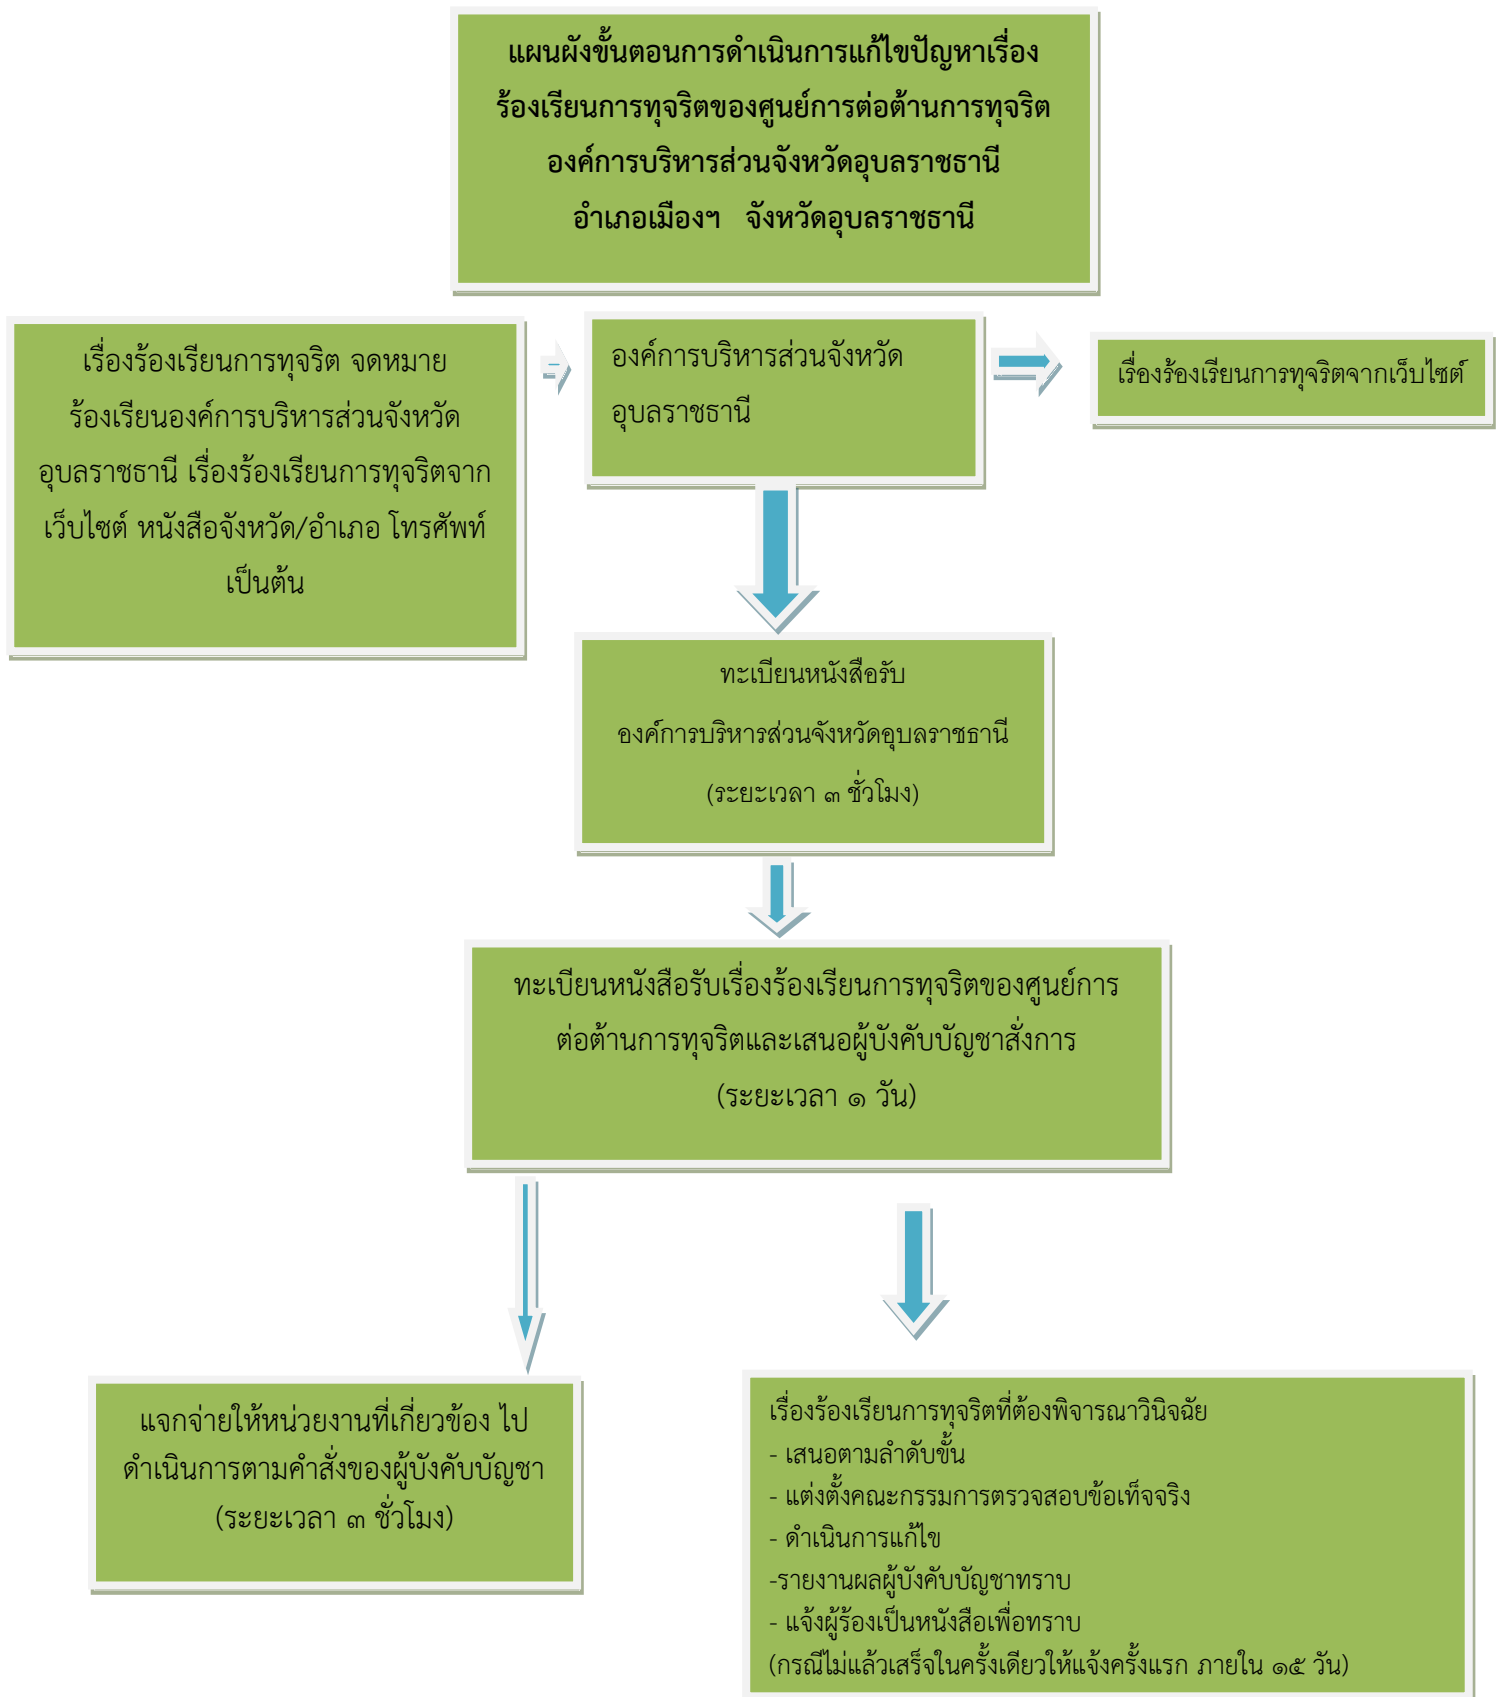 แผนผังขั้นตอนการดำเนินการแก้ไขปัญหาเรื่อง
ร้องเรียนการทุจริตของศูนย์การต่อต้านการทุจริต
องค์การบริหารส่วนจังหวัดอุบลราชธานี
อำเภอเมืองฯ จังหวัดอุบลราชธานี
เรื่องร้องเรียนการทุจริต จดหมาย
ร้องเรียนองค์การบริหารส่วนจังหวัด
อุบลราชธานี เรื่องร้องเรียนการทุจริตจาก
เว็บไซต์ หนังสือจังหวัด/อำเภอ โทรศัพท์
เป็นต้น
องค์การบริหารส่วนจังหวัด
อุบลราชธานี
เรื่องร้องเรียนการทุจริตจากเว็บไซต์
ทะเบียนหนังสือรับ
องค์การบริหารส่วนจังหวัดอุบลราชธานี
(ระยะเวลา ๓ ชั่วโมง)
ทะเบียนหนังสือรับเรื่องร้องเรียนการทุจริตของศูนย์การ
ต่อต้านการทุจริตและเสนอผู้บังคับบัญชาสั่งการ
(ระยะเวลา ๑ วัน)
แจกจ่ายให้หน่วยงานที่เกี่ยวข้อง ไป
ดำเนินการตามคำสั่งของผู้บังคับบัญชา
(ระยะเวลา ๓ ชั่วโมง)
เรื่องร้องเรียนการทุจริตที่ต้องพิจารณาวินิจฉัย
- เสนอตามลำดับขั้น
- แต่งตั้งคณะกรรมการตรวจสอบข้อเท็จจริง
- ดำเนินการแก้ไข
-รายงานผลผู้บังคับบัญชาทราบ
- แจ้งผู้ร้องเป็นหนังสือเพื่อทราบ
(กรณีไม่แล้วเสร็จในครั้งเดียวให้แจ้งครั้งแรก ภายใน ๑๕ วัน)